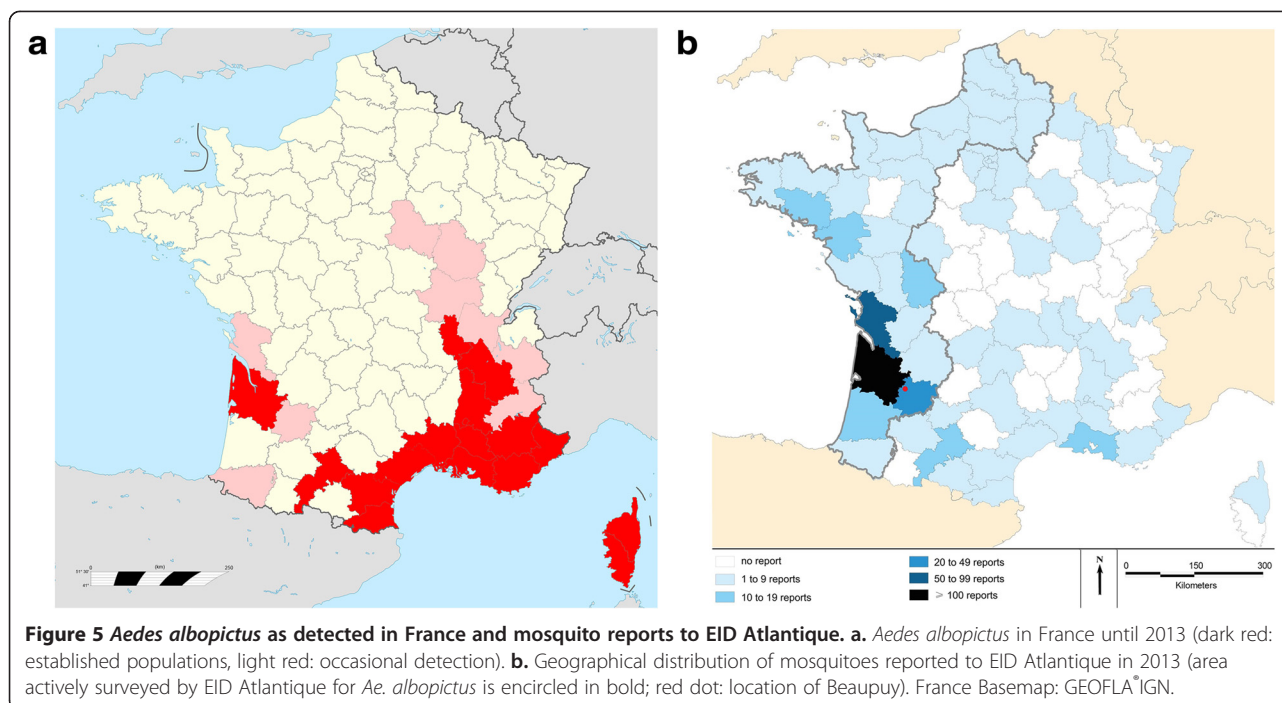 a
b
(km)
0 250
51° 32'
41°
no report
1 to 9 reports
10 to 19 reports
20 to 49 reports
50 to 99 reports
⩾ 100 reports
N
0 150 300
Kilometers
Figure 5 Aedes albopictus as detected in France and mosquito reports to EID Atlantique. a. Aedes albopictus in France until 2013 (dark red:
established populations, light red: occasional detection). b. Geographical distribution of mosquitoes reported to EID Atlantique in 2013 (area
actively surveyed by EID Atlantique for Ae. albopictus is encircled in bold; red dot: location of Beaupuy). France Basemap: GEOFLA®IGN.